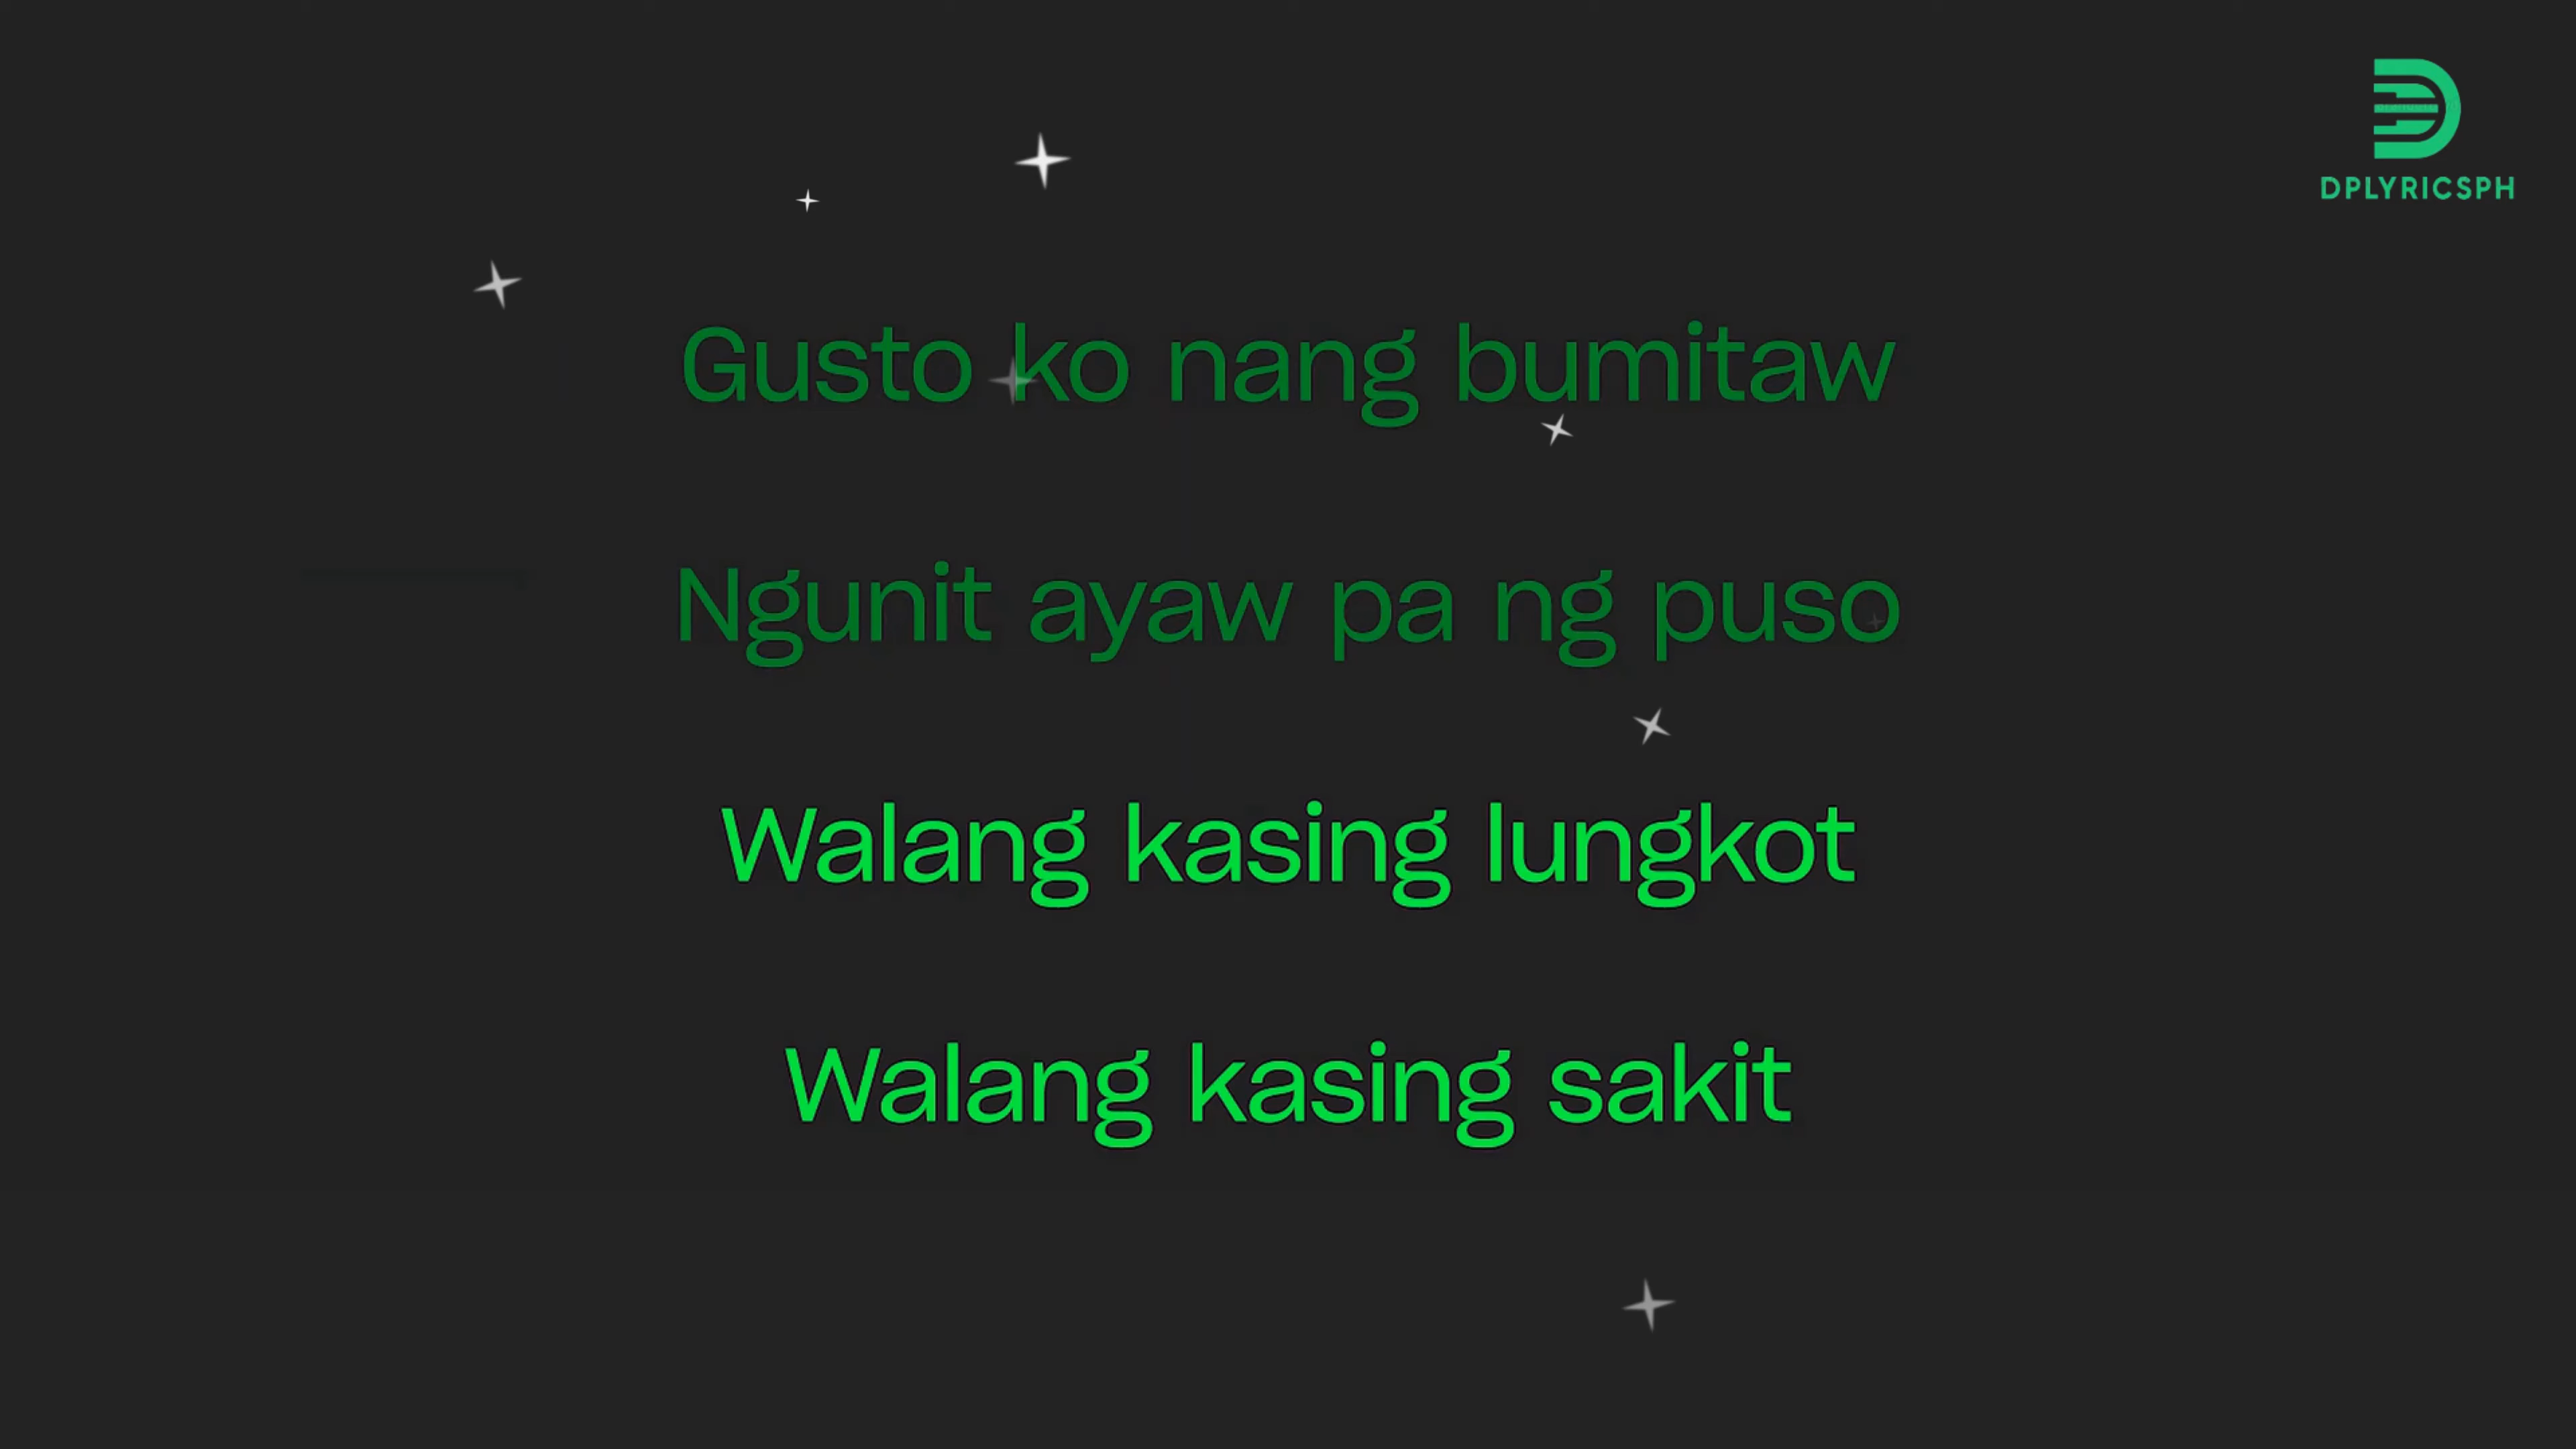 DPLYRICSPH
Gusto ko nang bumitaw
Ngunit ayaw pa ng puso
Walang kasing lungkot
Walang kasing sakit